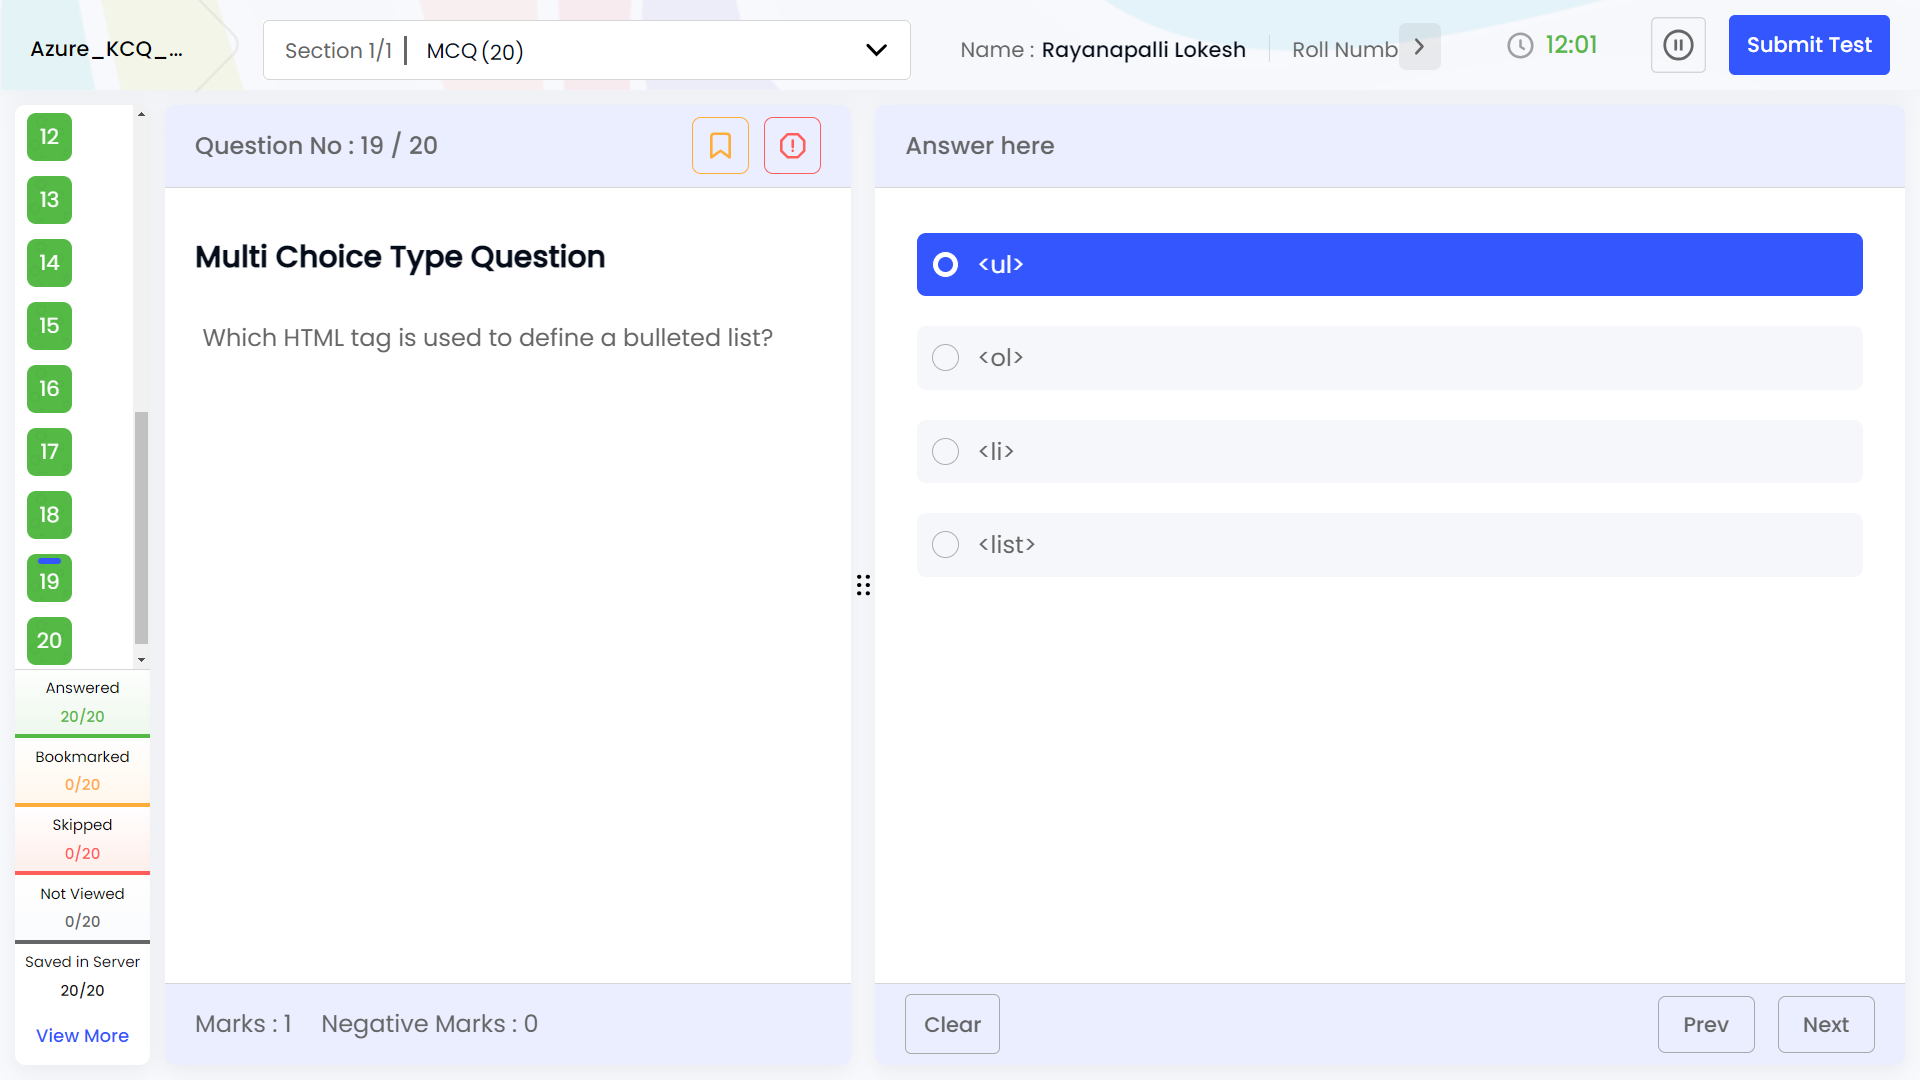 Azure_KCQ_...
Section 1/1 | MCQ (20)
Name : Rayanapalli Lokesh
Roll Numb
12:01
Submit Test
12
13
14
15
16
17
18
19
20
Answered
20/20
Bookmarked
0/20
Skipped
0/20
Not Viewed
0/20
Saved in Server
20/20
View More
Question No : 19 / 20
Multi Choice Type Question
Which HTML tag is used to define a bulleted list?
Marks : 1 Negative Marks : 0
Answer here
<ul>
<ol>
<li>
<list>
Clear
Prev
Next